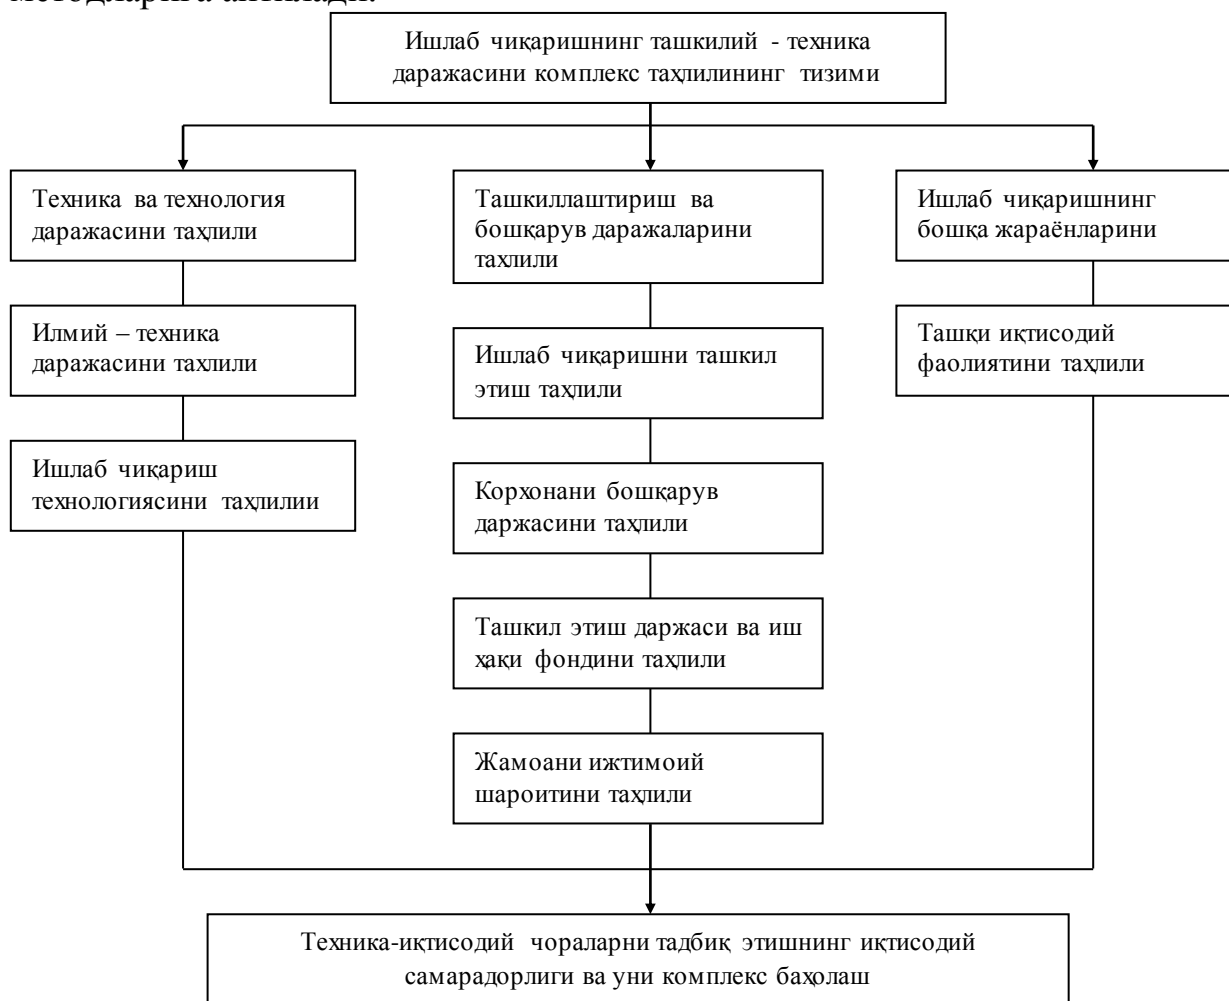 Ишлаб чиқаришнинг ташкилий - техника
даражасини комплекс таҳлилининг тизими
Техника ва технология
даражасини таҳлили
Ташкиллаштириш ва
бошқарув даражаларини
тахлили
Ишлаб чиқаришнинг
бошқа жараёнларини
Илмий – техника
даражасини тахлили
Ишлаб чиқаришни ташкил
этиш таҳлили
Ташқи иқтисодий
фаолиятини таҳлили
Ишлаб чиқариш
технологиясини таҳлилии
Корхонани бошқарув
даржасини таҳлили
Ташкил этиш даржаси ва иш
ҳақи фондини таҳлили
Жамоани ижтимоий
шароитини таҳлили
Техника-иқтисодий чораларни тадбиқ этишнинг иқтисодий
самарадорлиги ва уни комплекс баҳолаш